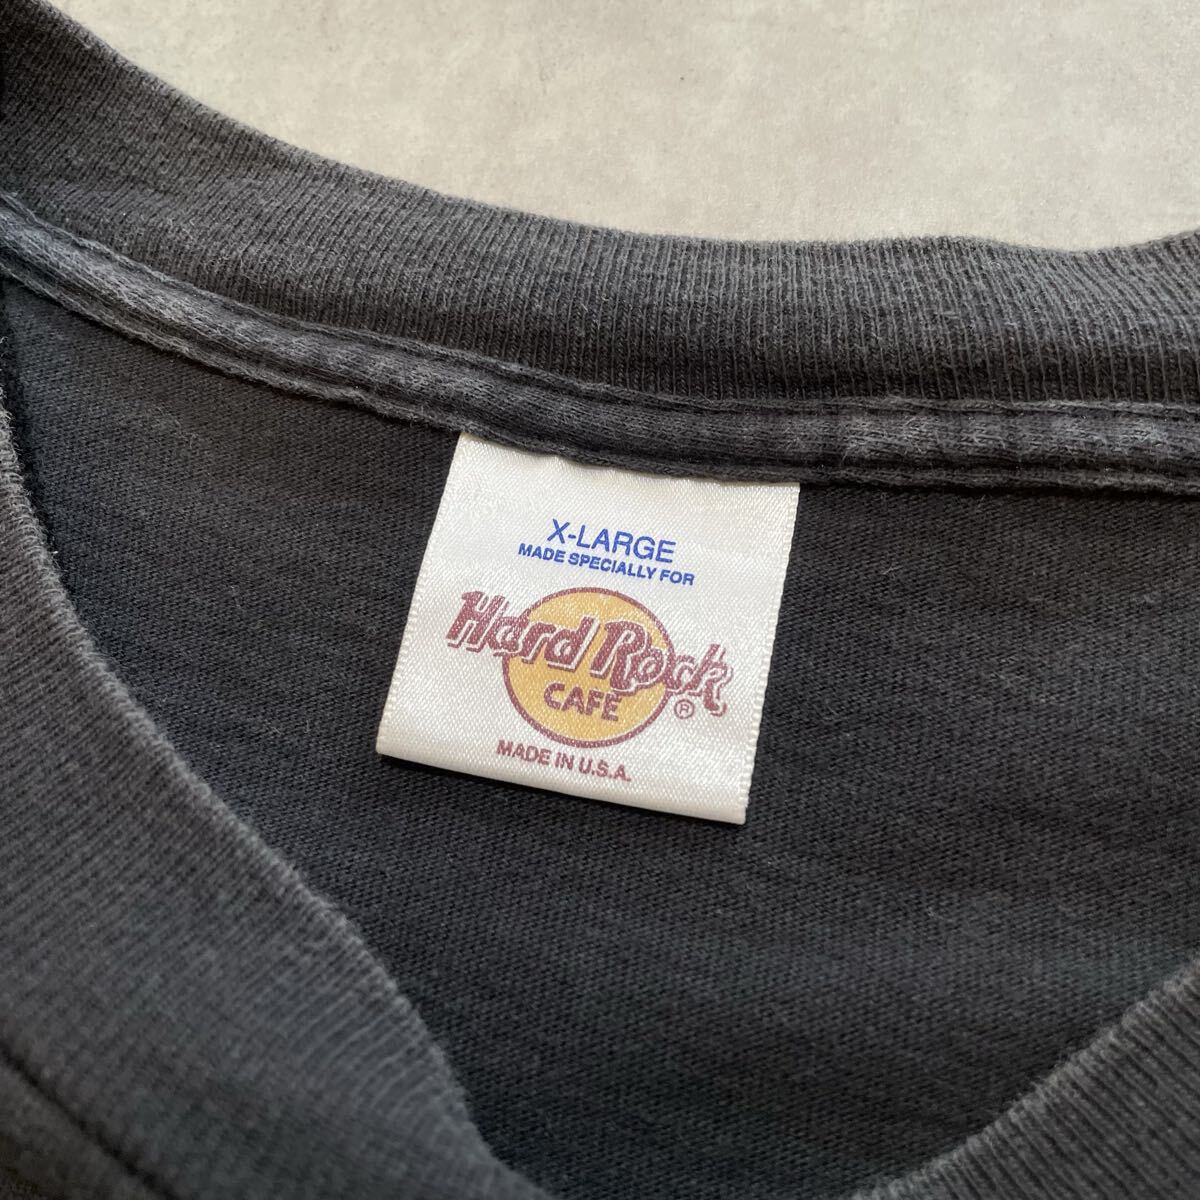 X-LARGE
MADE SPECIALLY FOR
Hard Rock
CAFE
®
MADE IN U.S.A.